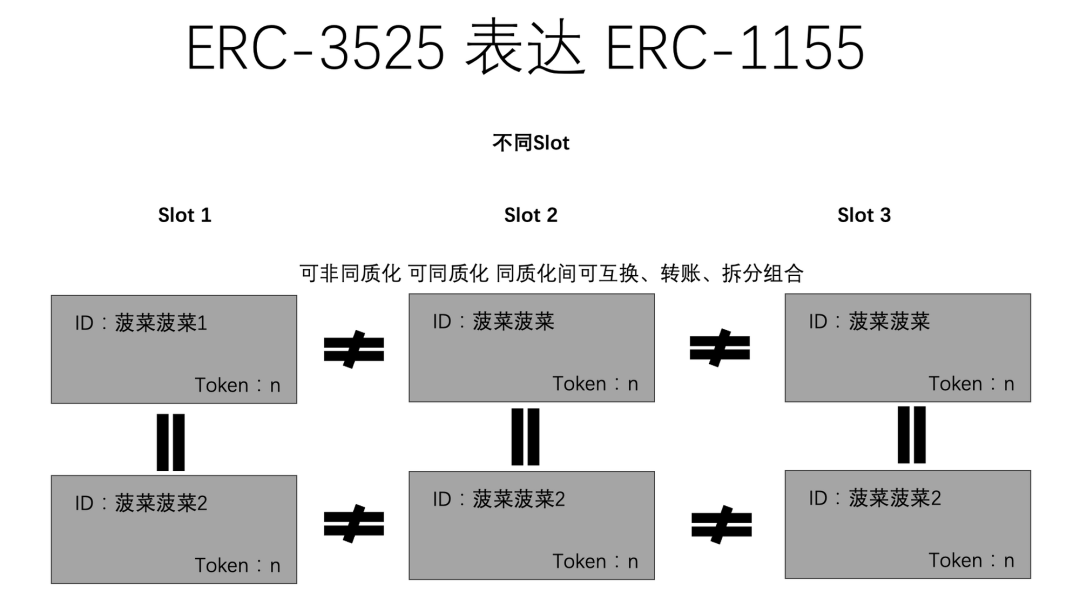 ERC-3525 表达 ERC-1155
不同Slot
Slot 1
Slot 2
Slot 3
可非同质化 可同质化 同质化间可互换、转账、拆分组合
ID：菠菜菠菜1
Token：n
ID：菠菜菠菜
Token：n
ID：菠菜菠菜
Token：n
ID：菠菜菠菜2
Token：n
ID：菠菜菠菜2
Token：n
ID：菠菜菠菜2
Token：n